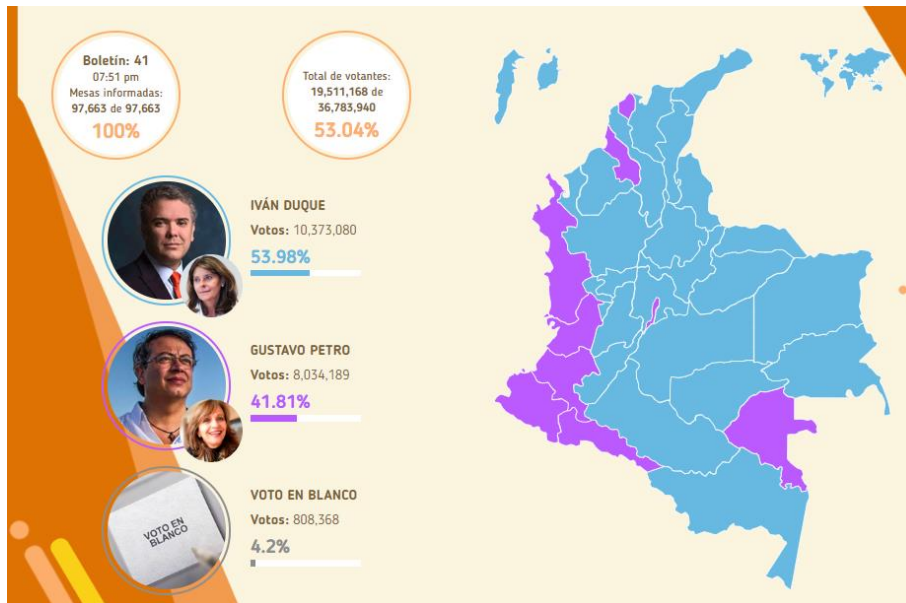 Boletín: 41
07:51 pm
Mesas informadas:
97,663 de 97,663
100%
Total de votantes:
19,511,168 de
36,783,940
53.04%
IVÁN DUQUE
Votos: 10,373,080
53.98%
GUSTAVO PETRO
Votos: 8,034,189
41.81%
VOTO EN
BLANCO
VOTO EN BLANCO
Votos: 808,368
4.2%